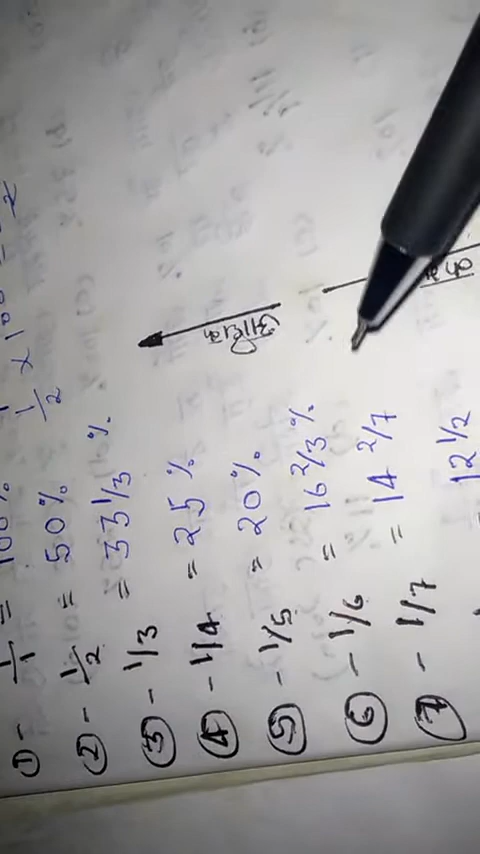 ① - 1/1 = 100%
② - 1/2 = 50% 1/2 × 100
③ - 1/3 = 33 1/3 %
④ - 1/4 = 25 %
⑤ - 1/5 = 20 %
⑥ - 1/6 = 16 2/3 %
⑦ - 1/7 = 14 2/7
12 1/2